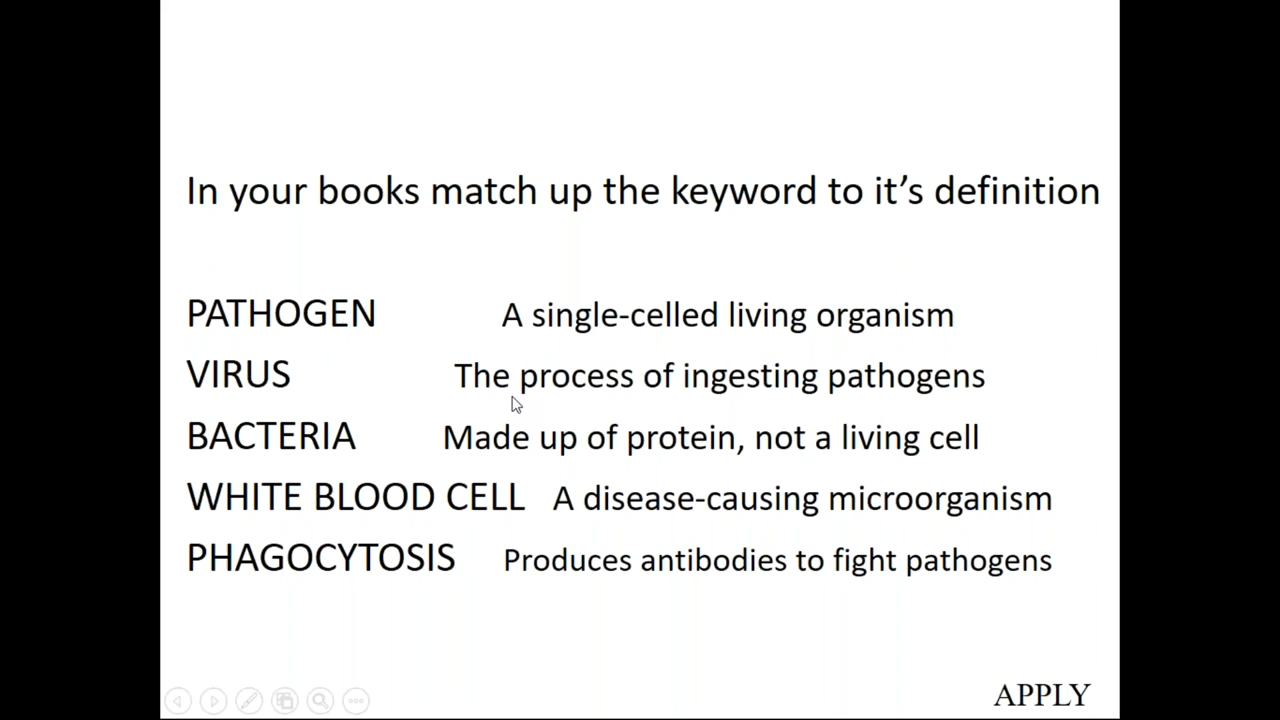 In your books match up the keyword to it’s definition
PATHOGEN A single-celled living organism
VIRUS The process of ingesting pathogens
BACTERIA Made up of protein, not a living cell
WHITE BLOOD CELL A disease-causing microorganism
PHAGOCYTOSIS Produces antibodies to fight pathogens
APPLY